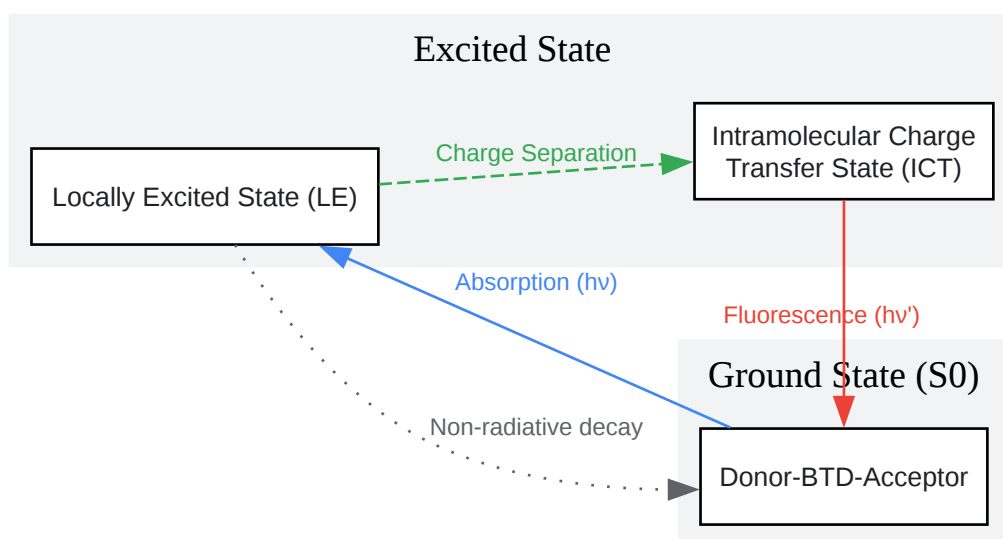 Excited State
Intramolecular Charge
Transfer State (ICT)
Charge Separation
Locally Excited State (LE)
Absorption (hν)
Fluorescence (hν')
Ground State (S0)
Non-radiative decay
Donor-BTD-Acceptor